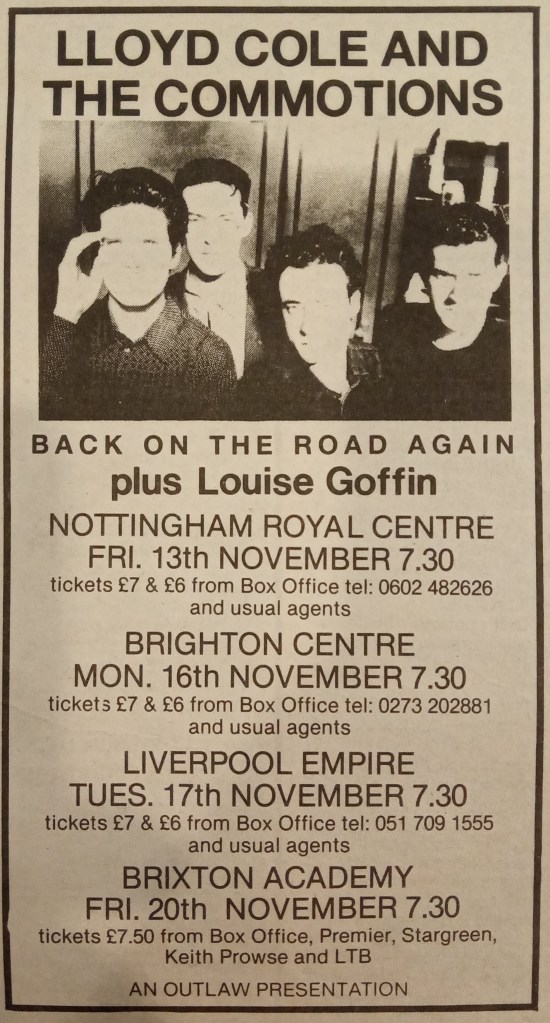 LLOYD COLE AND
THE COMMOTIONS
BACK ON THE ROAD AGAIN
plus Louise Goffin
NOTTINGHAM ROYAL CENTRE
FRI. 13th NOVEMBER 7.30
tickets £7 & £6 from Box Office tel: 0602 482626
and usual agents
BRIGHTON CENTRE
MON. 16th NOVEMBER 7.30
tickets £7 & £6 from Box Office tel: 0273 202881
and usual agents
LIVERPOOL EMPIRE
TUES. 17th NOVEMBER 7.30
tickets £7 & £6 from Box Office tel: 051 709 1555
and usual agents
BRIXTON ACADEMY
FRI. 20th NOVEMBER 7.30
tickets £7.50 from Box Office, Premier, Stargreen,
Keith Prowse and LTB
AN OUTLAW PRESENTATION